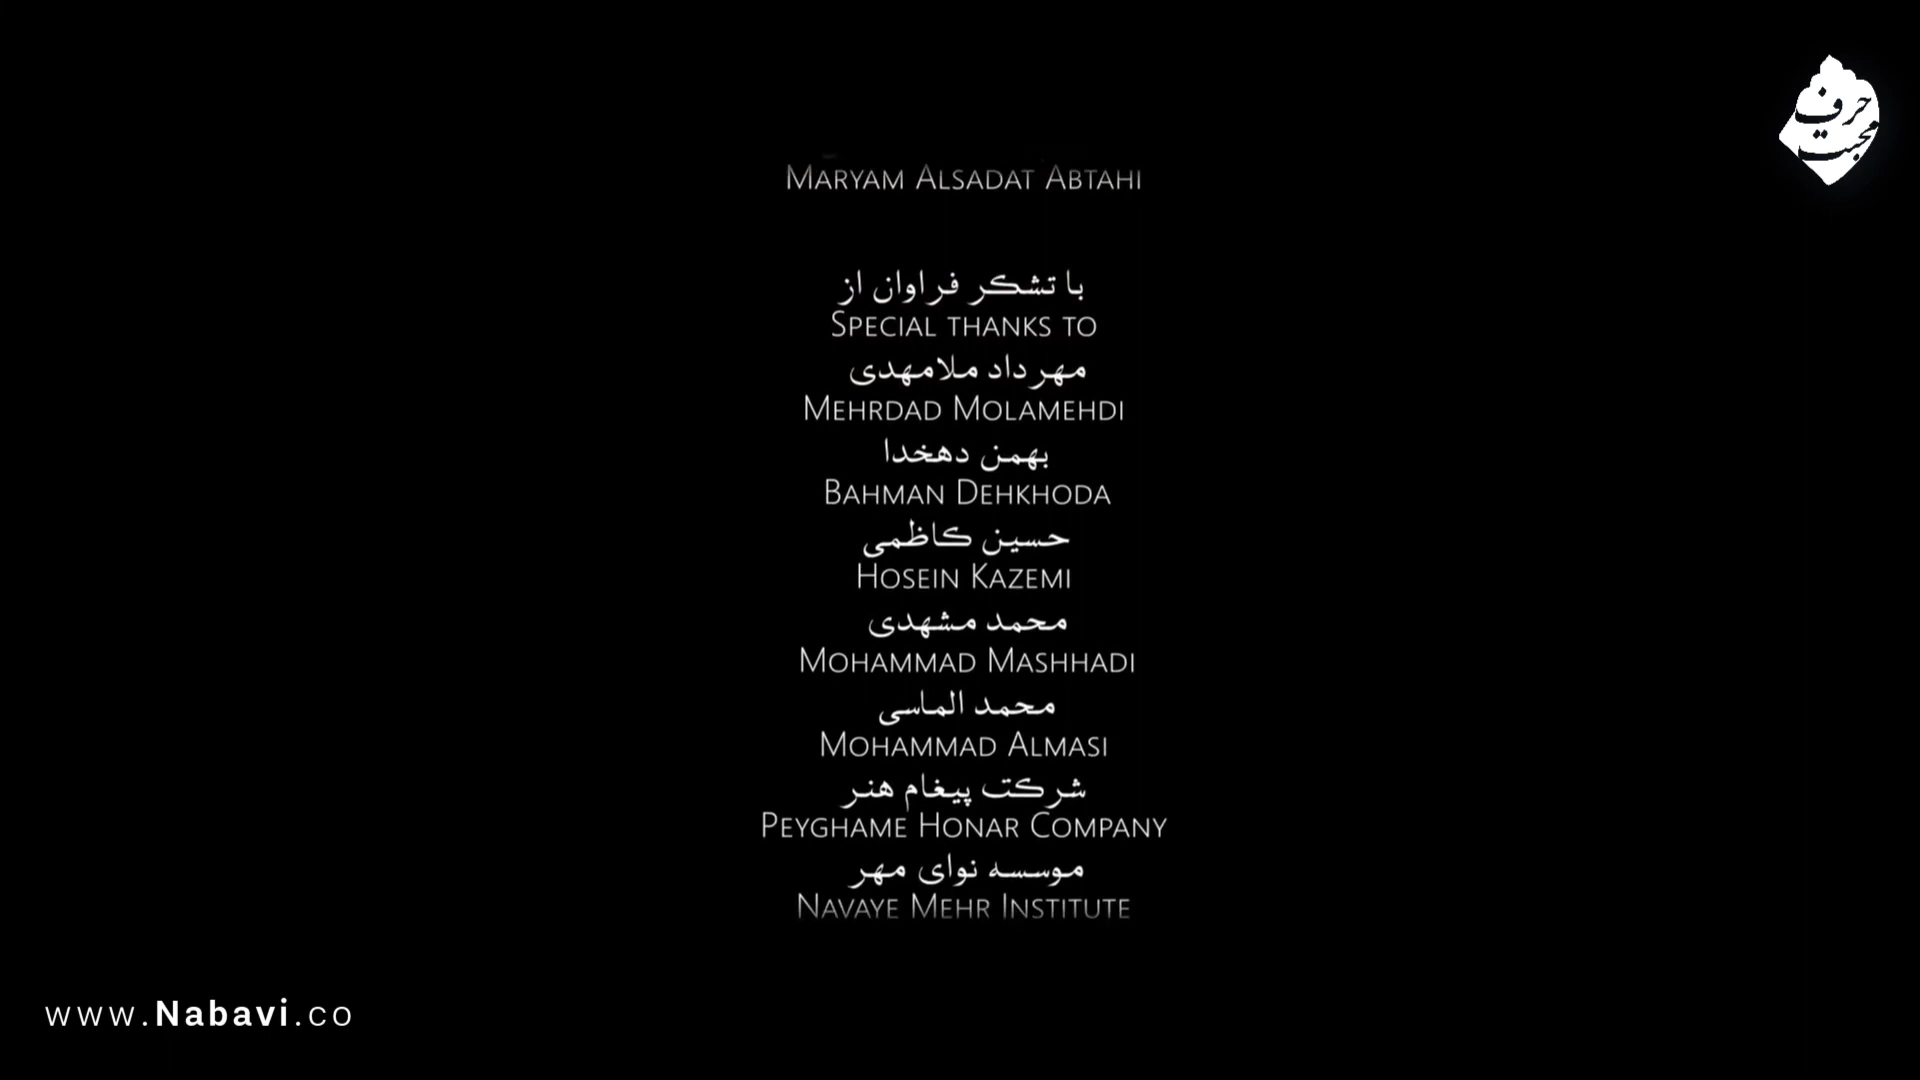 حرف
محبت
MARYAM ALSADAT ABTAHI
با تشکر فراوان از
SPECIAL THANKS TO
مهرداد ملامهدی
MEHRDAD MOLAMEHDI
بهمن دهخدا
BAHMAN DEHKHODA
حسین کاظمی
HOSEIN KAZEMI
محمد مشهدی
MOHAMMAD MASHHADI
محمد الماسی
MOHAMMAD ALMASI
شرکت پیغام هنر
PEYGHAME HONAR COMPANY
موسسه نوای مهر
NAVAYE MEHR INSTITUTE
www.Nabavi.co